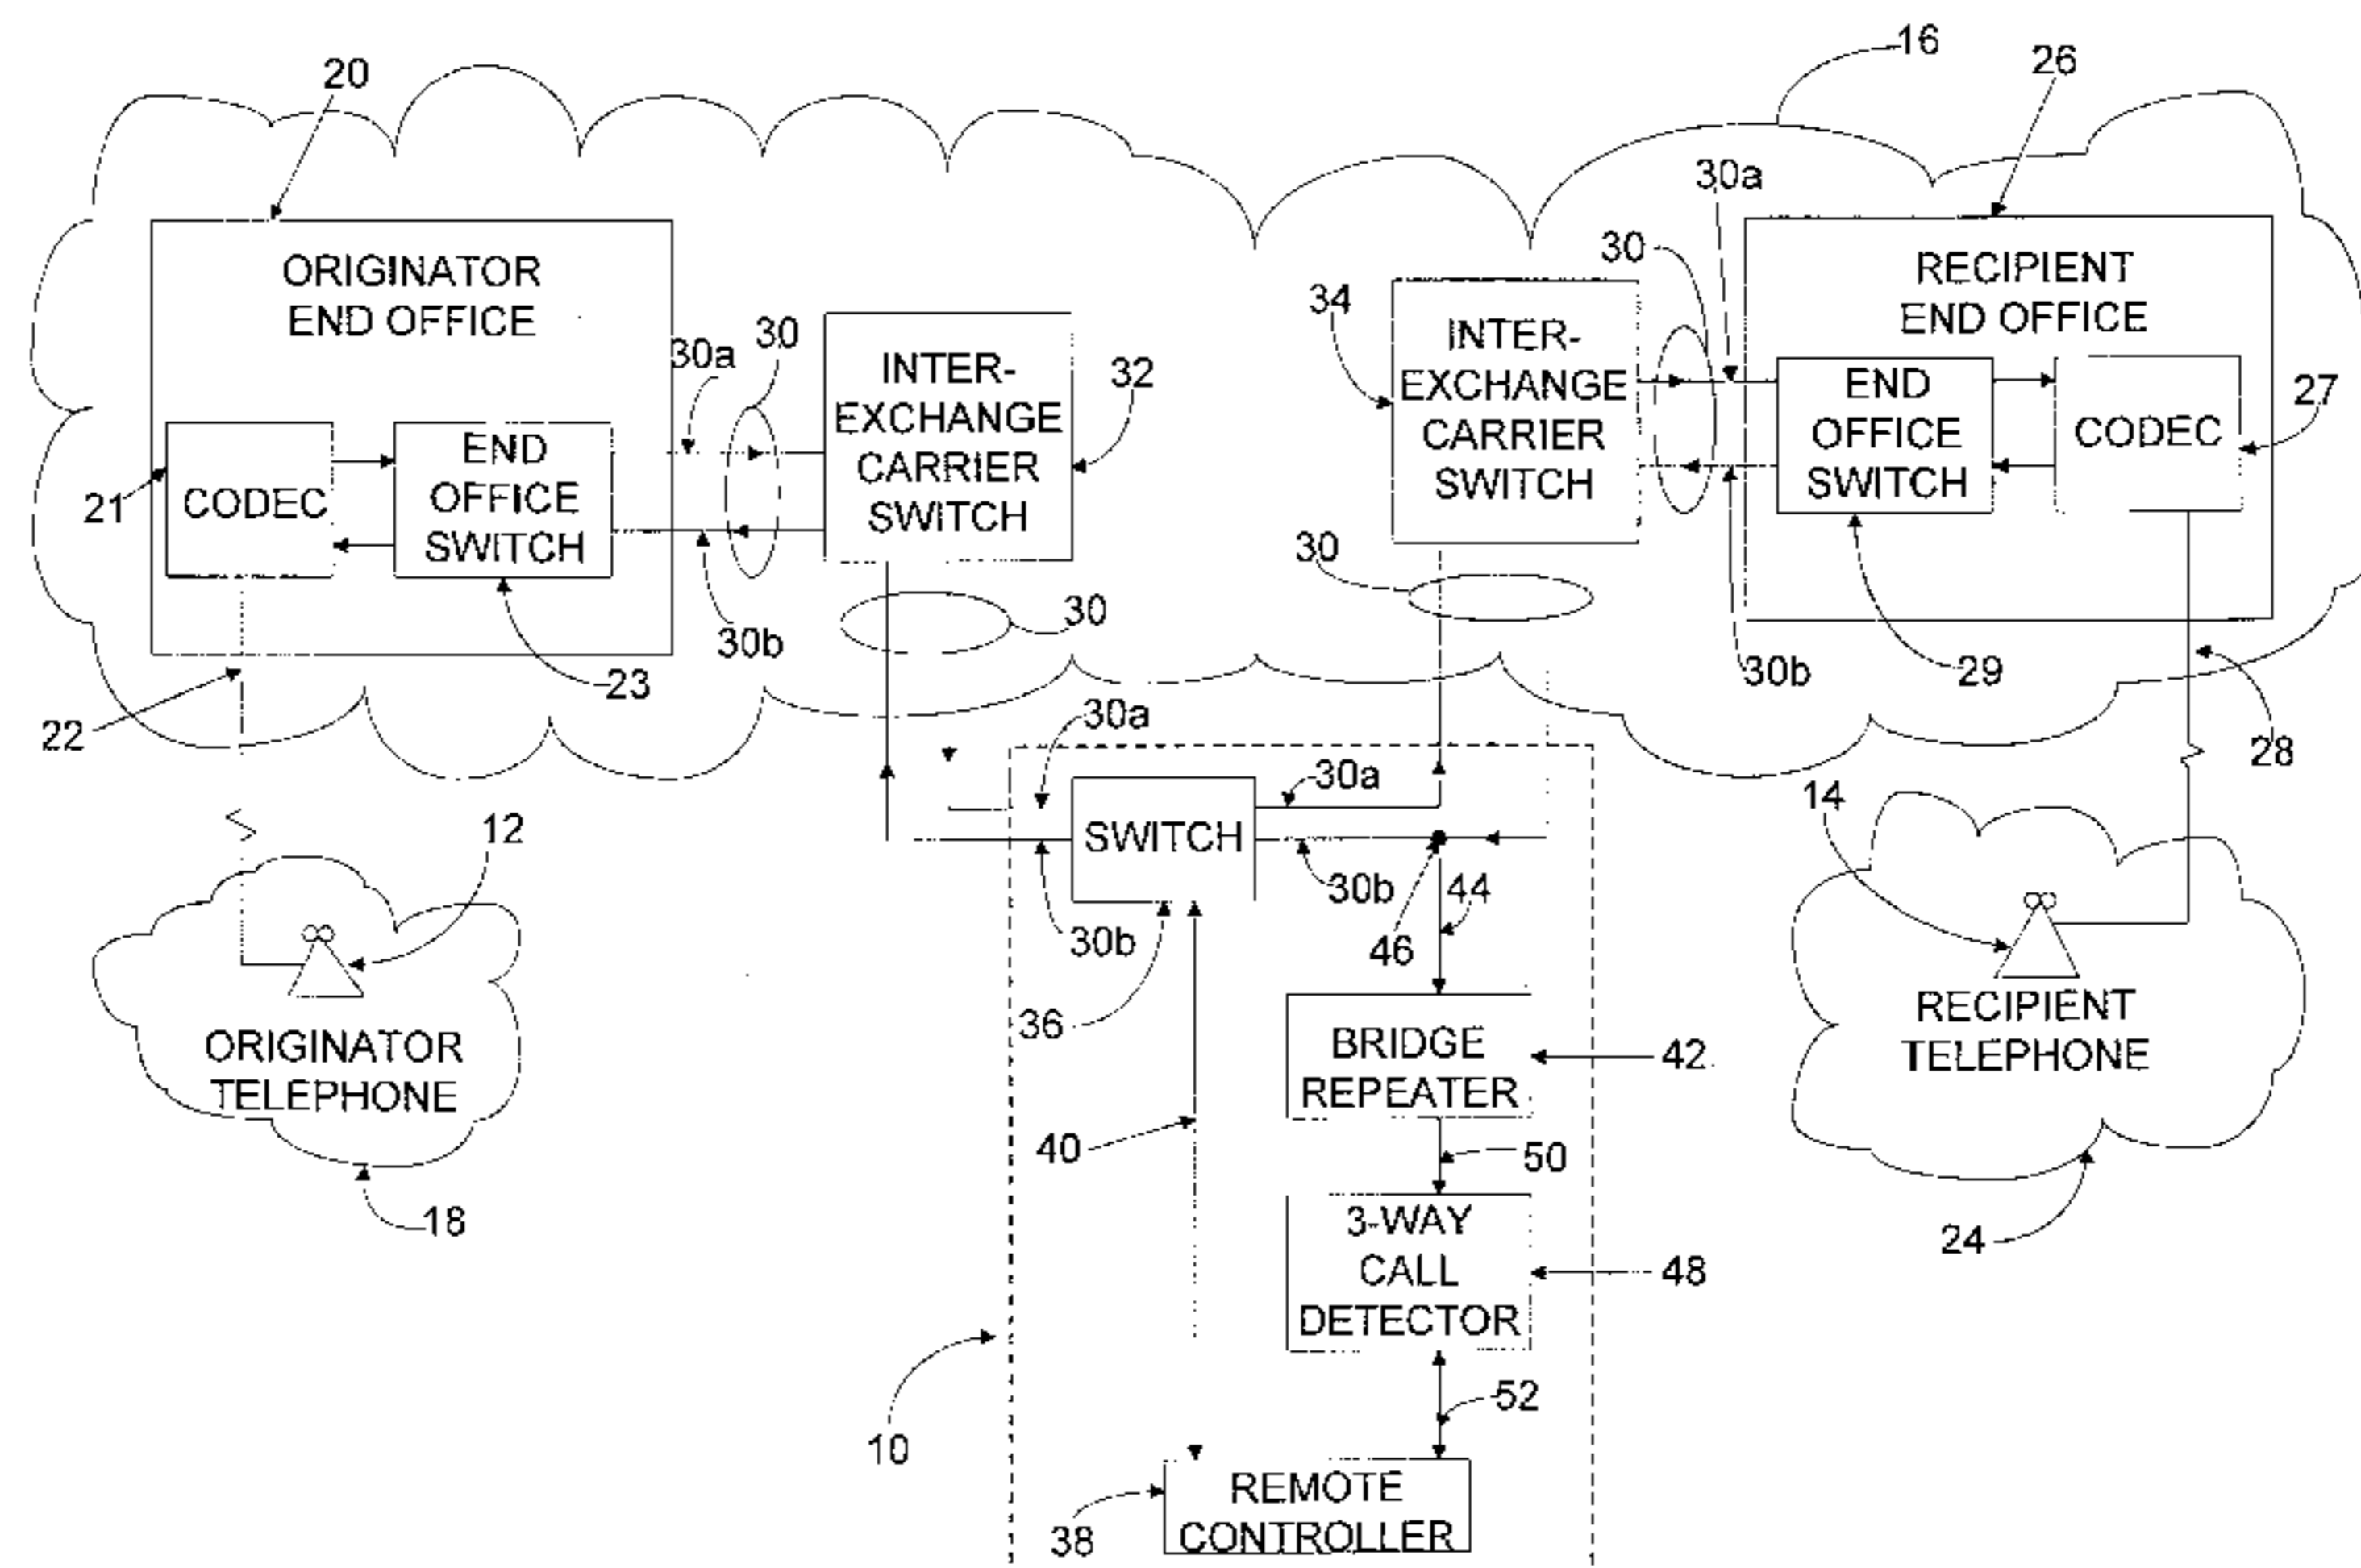 20
16
26
30a
ORIGINATOR
END OFFICE
30
RECIPIENT
END OFFICE
30a
30
34
INTER-
EXCHANGE
CARRIER
SWITCH
32
INTER-
EXCHANGE
CARRIER
SWITCH
END
OFFICE
SWITCH
CODEC
27
21
CODEC
END
OFFICE
SWITCH
30
30
30b
23
30b
29
22
30a
28
30a
14
12
SWITCH
30b
44
30b
46
36
ORIGINATOR
TELEPHONE
BRIDGE
REPEATER
42
RECIPIENT
TELEPHONE
40
50
18
3-WAY
CALL
DETECTOR
48
24
52
10
REMOTE
CONTROLLER
38